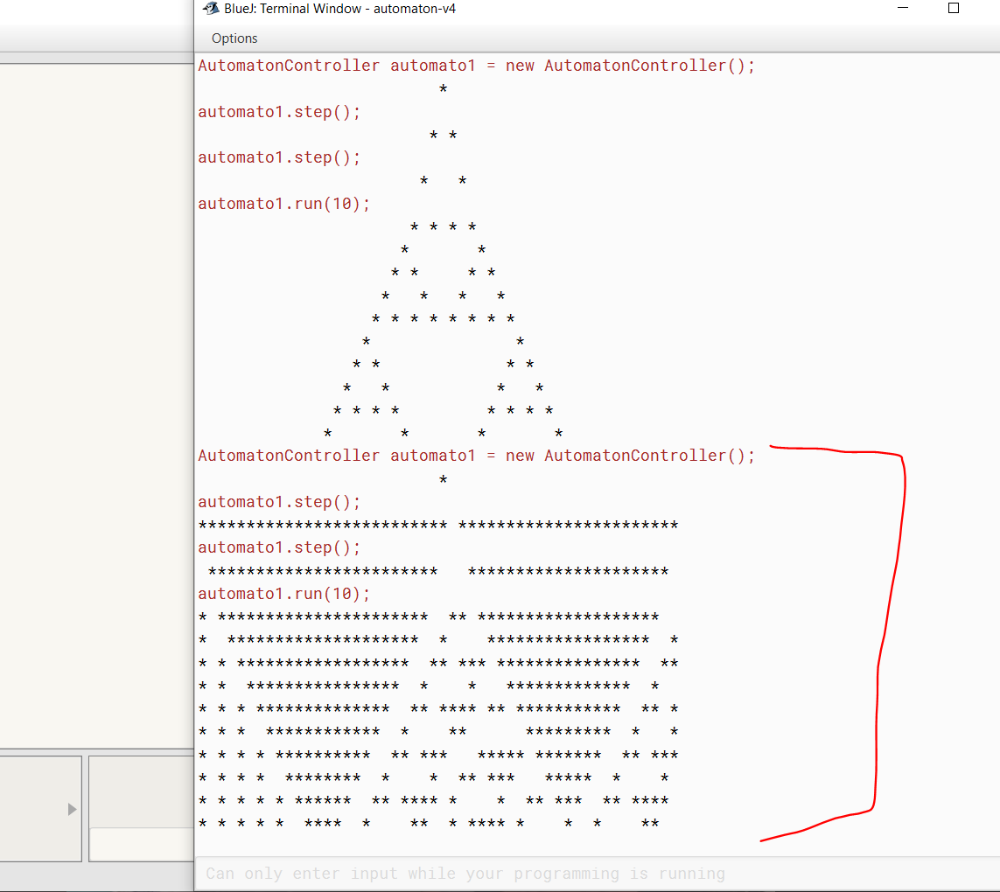 BlueJ: Terminal Window - automaton-v4
Options
AutomatonController automato1 = new AutomatonController();
                         *
automato1.step();
                        * *
automato1.step();
                       *   *
automato1.run(10);
                      * * * *
                     *       *
                    * *     * *
                   *   *   *   *
                  * * * * * * * *
                 *               *
                * *             * *
               *   *           *   *
              * * * *         * * * *
             *       *       *       *
AutomatonController automato1 = new AutomatonController();
                         *
automato1.step();
************************** ***********************
automato1.step();
 ************************   *********************
automato1.run(10);
* **********************  ** *******************
*  ********************  *    *****************  *
* * ******************  ** *** ***************  **
* *  ****************  *    *   *************  *
* * * **************  ** **** ** ***********  ** *
* * *  ************  *    **      *********  *   *
* * * * **********  ** ***   ***** *******  ** ***
* * * *  ********  *    *  ** ***   *****  *    *
* * * * * ******  ** **** *    *  ** ***  ** ****
* * * * *  ****  *    **  * **** *    *  *    **
Can only enter input while your programming is running